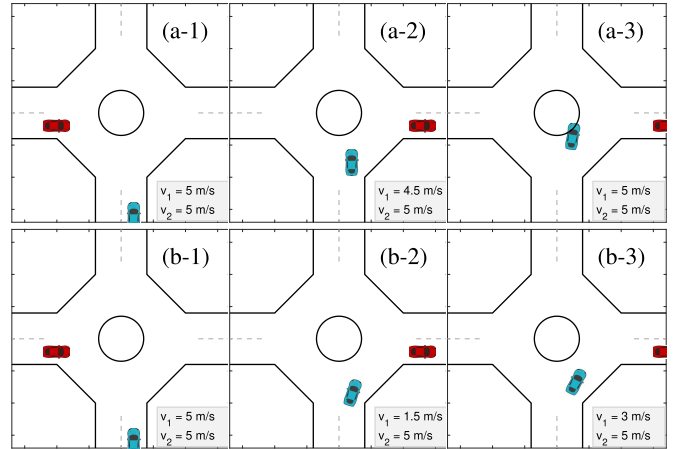 (a-1)
(a-2)
(a-3)
v1 = 5 m/s
v2 = 5 m/s
v1 = 4.5 m/s
v2 = 5 m/s
v1 = 5 m/s
v2 = 5 m/s
(b-1)
(b-2)
(b-3)
v1 = 5 m/s
v2 = 5 m/s
v1 = 1.5 m/s
v2 = 5 m/s
v1 = 3 m/s
v2 = 5 m/s